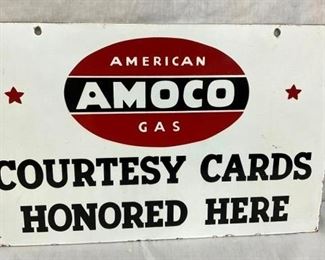 AMERICAN
AMOCO
GAS
COURTESY CARDS
HONORED HERE